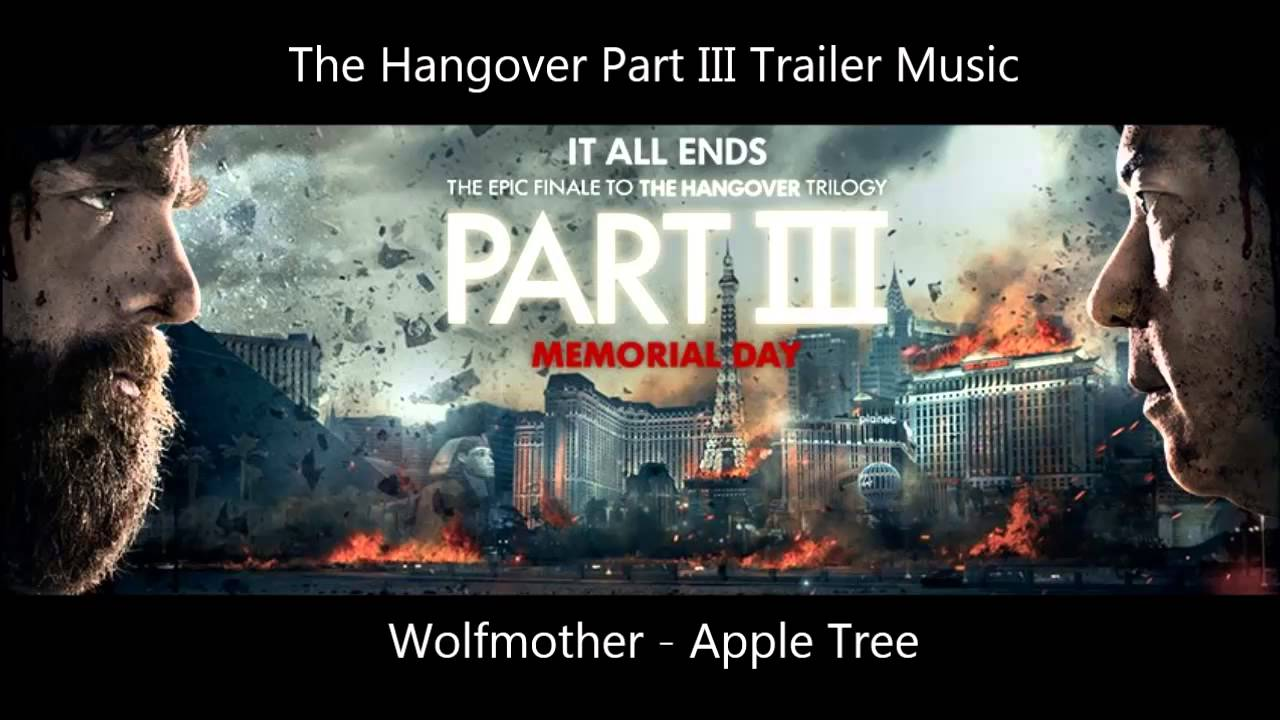 The Hangover Part III Trailer Music
IT ALL ENDS
THE EPIC FINALE TO THE HANGOVER TRILOGY
PART III
MEMORIAL DAY
planet
Wolfmother - Apple Tree